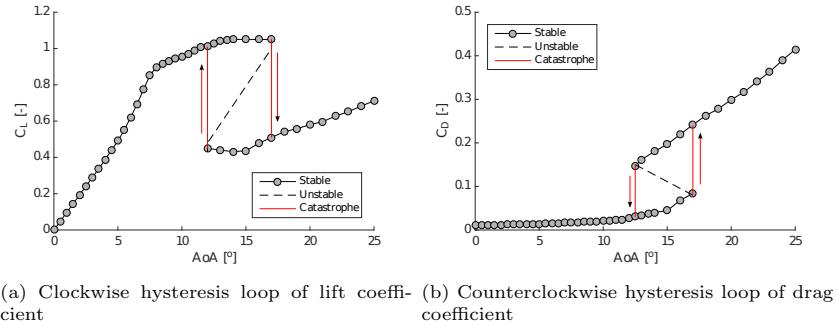 1.2
1
0.8
0.6
0.4
0.2
0
C_L [-]
0 5 10 15 20 25
AoA [º]
Stable
Unstable
Catastrophe
0.5
0.4
0.3
0.2
0.1
0
C_D [-]
0 5 10 15 20 25
AoA [º]
Stable
Unstable
Catastrophe
(a) Clockwise hysteresis loop of lift coeffi-
cient
(b) Counterclockwise hysteresis loop of drag
coefficient